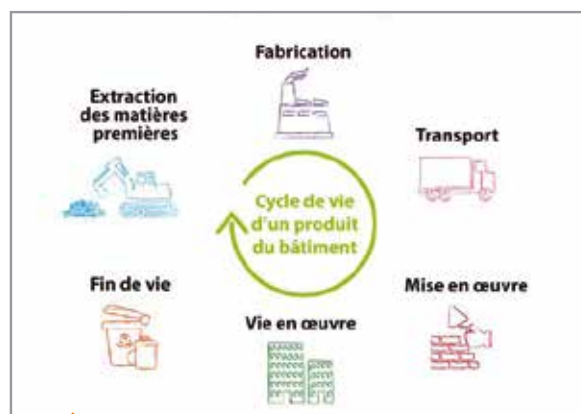 Fabrication
Extraction
des matières
premières
Transport
Cycle de vie
d'un produit
du bâtiment
Fin de vie
Vie en œuvre
Mise en œuvre